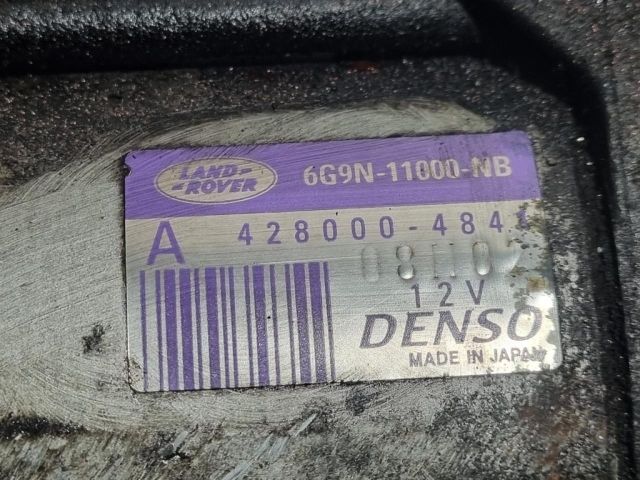 LAND-
-ROVER
6G9N-11000-NB
A 428000-4841
12V
DENSO
MADE IN JAPAN